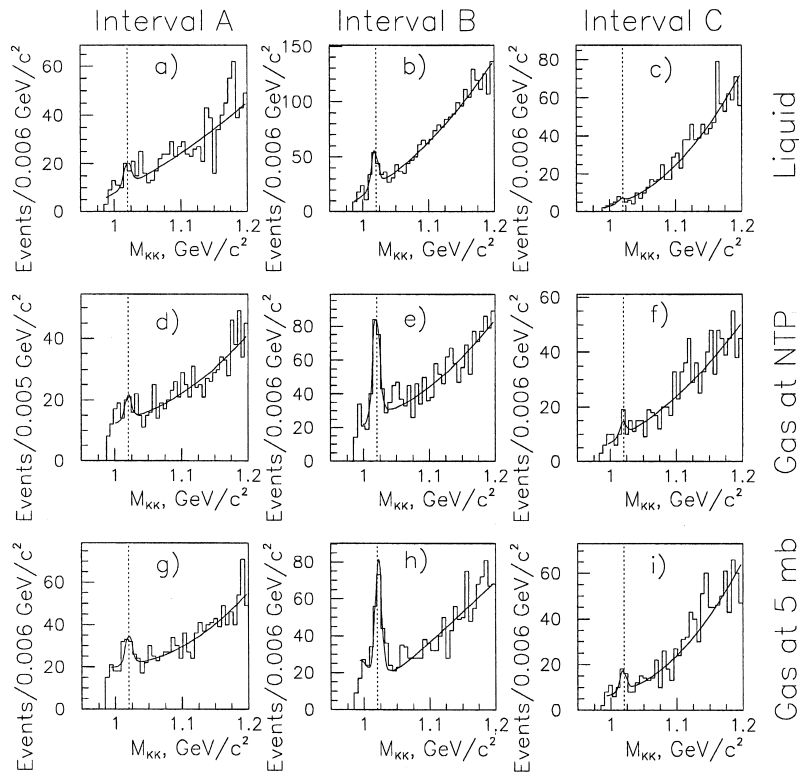 Interval A
Interval B
Interval C
Events/0.006 GeV/c²
60
40
20
0
a)
1
1.1
1.2
M_KK, GeV/c²
Events/0.006 GeV/c²
150
100
50
0
b)
1
1.1
1.2
M_KK, GeV/c²
Events/0.006 GeV/c²
80
60
40
20
0
c)
1
1.1
1.2
M_KK, GeV/c²
Liquid
Events/0.005 GeV/c²
40
20
0
d)
1
1.1
1.2
M_KK, GeV/c²
Events/0.006 GeV/c²
80
60
40
20
0
e)
1
1.1
1.2
M_KK, GeV/c²
Events/0.006 GeV/c²
60
40
20
0
f)
1
1.1
1.2
M_KK, GeV/c²
Gas at NTP
Events/0.006 GeV/c²
60
40
20
0
g)
1
1.1
1.2
M_KK, GeV/c²
Events/0.006 GeV/c²
80
60
40
20
0
h)
1
1.1
1.2
M_KK, GeV/c²
Events/0.006 GeV/c²
60
40
20
0
i)
1
1.1
1.2
M_KK, GeV/c²
Gas at 5 mb